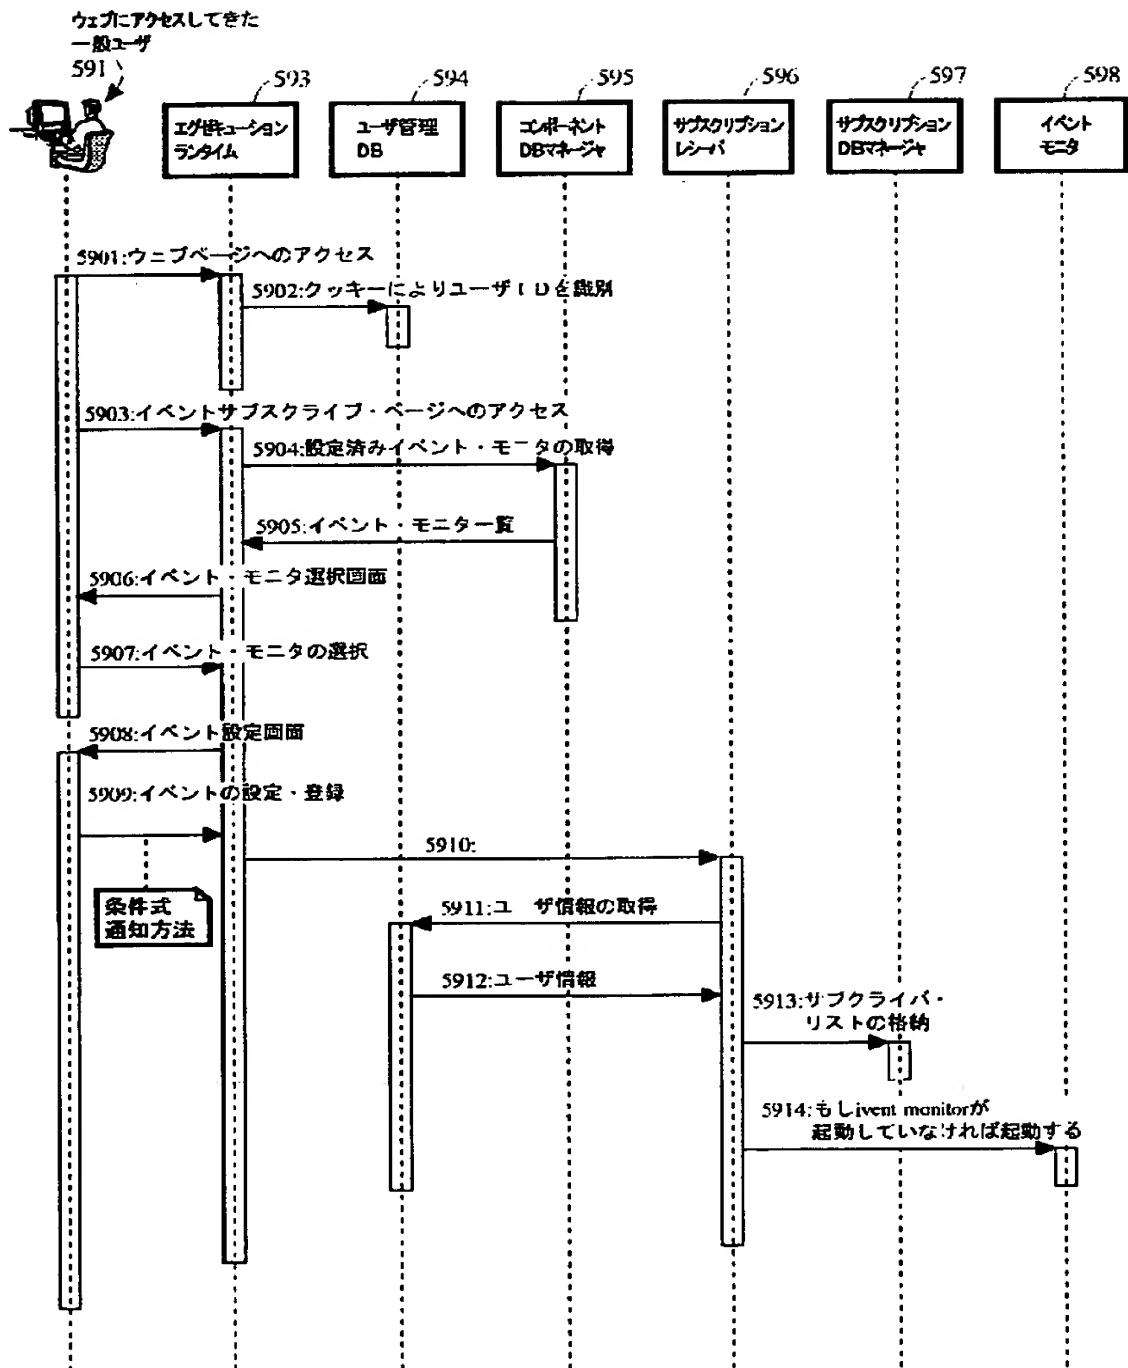 ウェブにアクセスしてきた
一般ユーザ
591
593
594
595
596
597
598
エグゼキューション
ランタイム
ユーザ管理
DB
コンポーネント
DBマネージャ
サブスクリプション
レシーバ
サブスクリプション
DBマネージャ
イベント
モニタ
5901:ウェブページへのアクセス
5902:クッキーによりユーザIDを識別
5903:イベントサブスクライブ・ページへのアクセス
5904:設定済みイベント・モニタの取得
5905:イベント・モニター覧
5906:イベント・モニタ選択画面
5907:イベント・モニタの選択
5908:イベント設定画面
5909:イベントの設定・登録
5910:
条件式
通知方法
5911:ユ ザ情報の取得
5912:ユーザ情報
5913:サブクライバ・
リストの格納
5914:もしivent monitorが
起動していなければ起動する